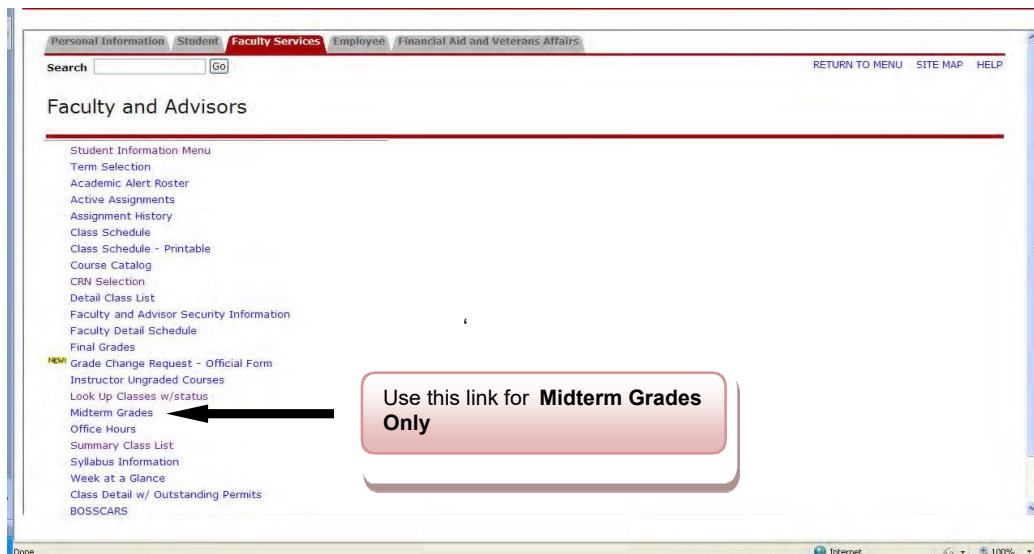 Personal Information Student Faculty Services Employee Financial Aid and Veterans Affairs
Search Go RETURN TO MENU SITE MAP HELP
Faculty and Advisors
Student Information Menu
Term Selection
Academic Alert Roster
Active Assignments
Assignment History
Class Schedule
Class Schedule - Printable
Course Catalog
CRN Selection
Detail Class List
Faculty and Advisor Security Information
Faculty Detail Schedule
‘
Final Grades
NEW! Grade Change Request - Official Form
Instructor Ungraded Courses
Look Up Classes w/status
Midterm Grades
Use this link for Midterm Grades
Only
Office Hours
Summary Class List
Syllabus Information
Week at a Glance
Class Detail w/ Outstanding Permits
BOSSCARS
Done Internet 100%